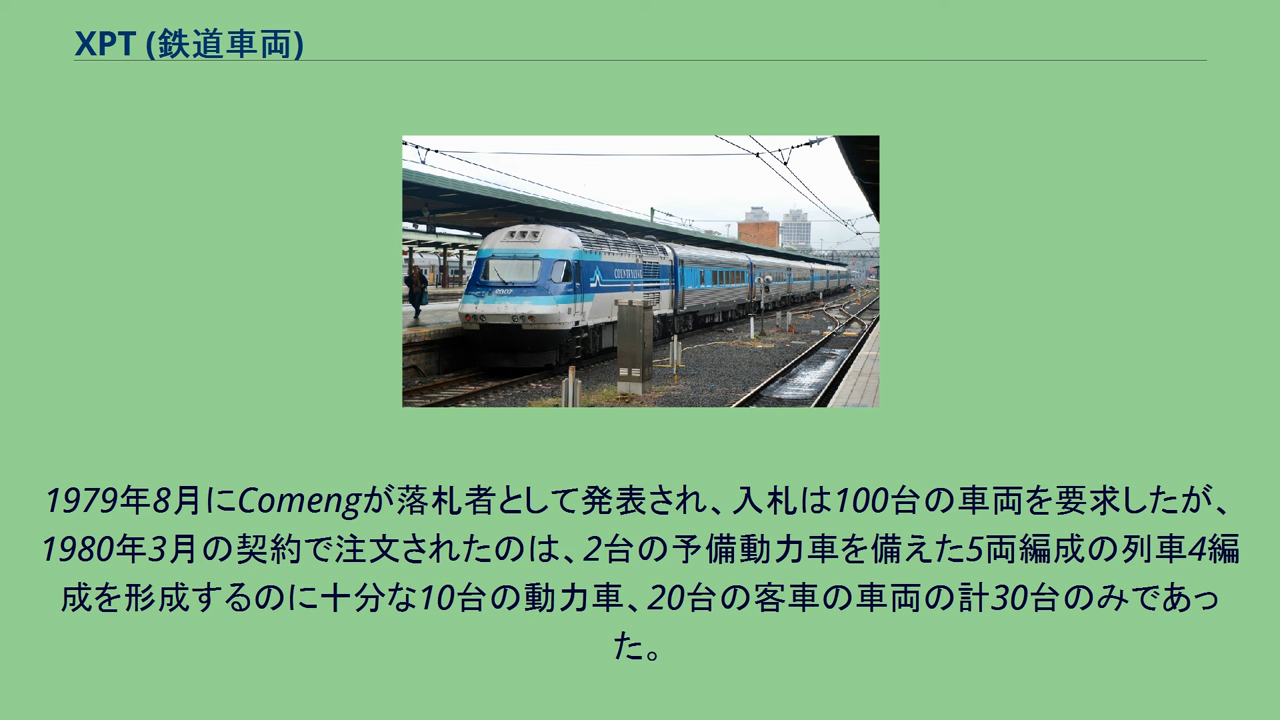 XPT (鉄道車両)
COUNTRYLINK
1979年8月にComengが落札者として発表され、入札は100台の車両を要求したが、
1980年3月の契約で注文されたのは、2台の予備動力車を備えた5両編成の列車4編
成を形成するのに十分な10台の動力車、20台の客車の車両の計30台のみであっ
た。